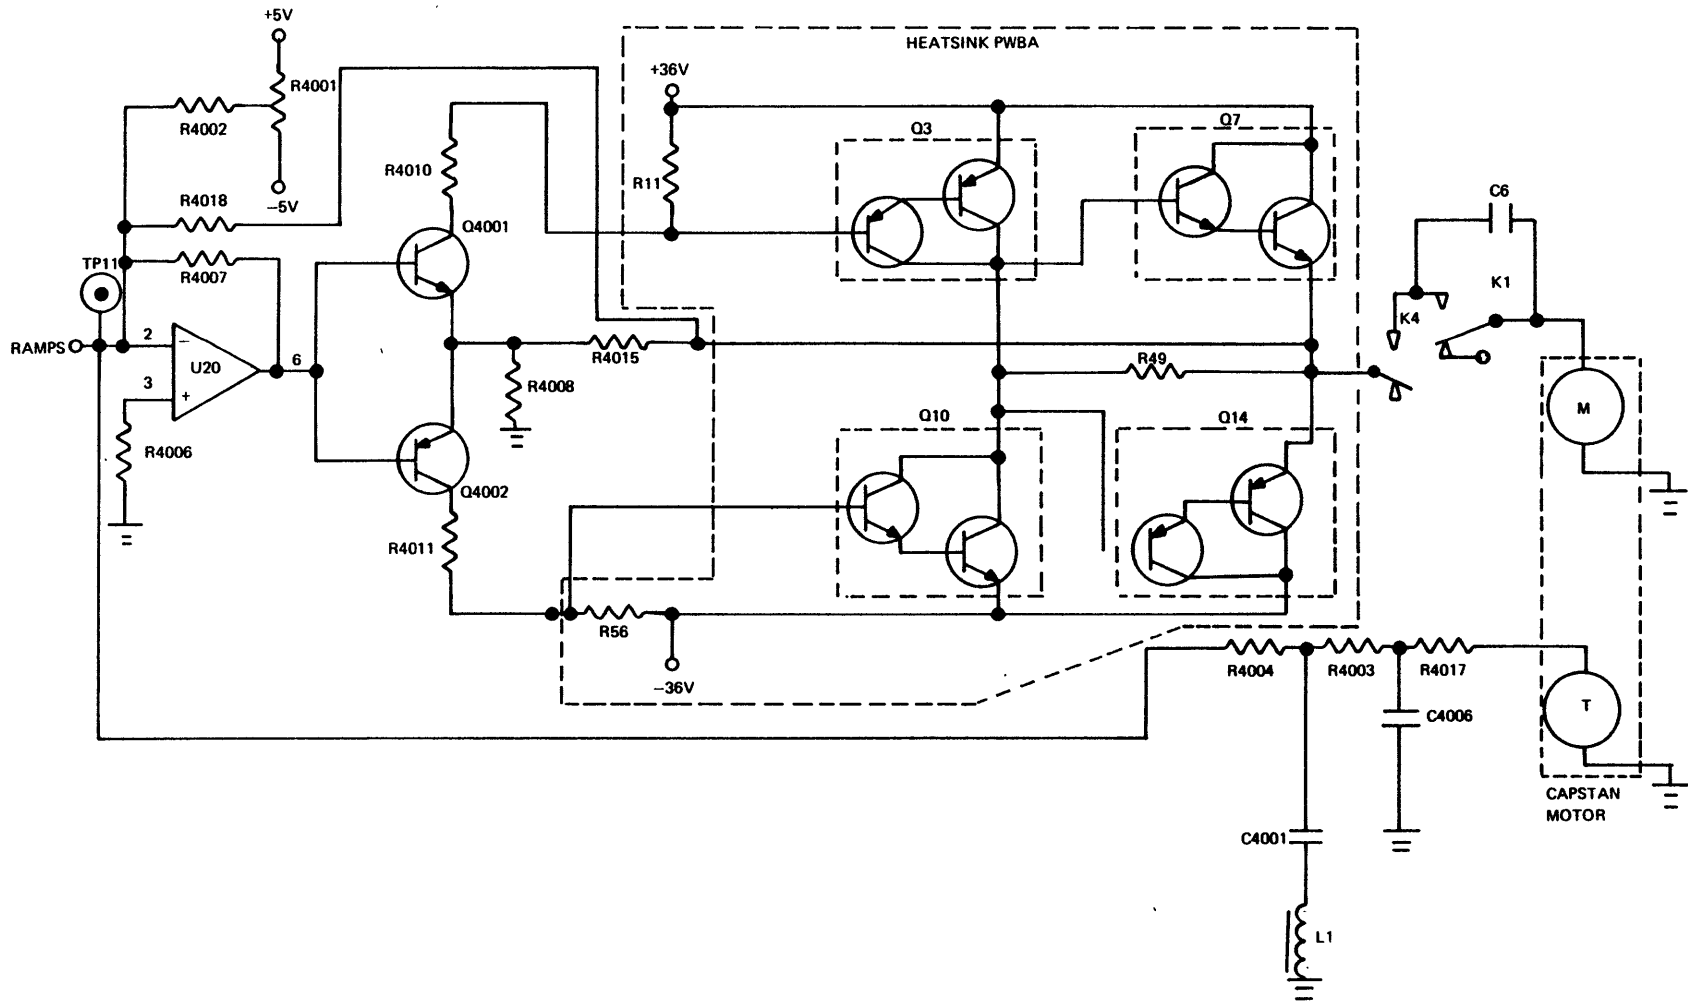 +5V
HEATSINK PWBA
+36V
R4001
R4002
Q3
Q7
R4010
R11
-5V
R4018
C6
Q4001
TP11
R4007
K1
K4
2
RAMPS
−
U20
6
R4015
R49
R4008
3
+
M
R4006
Q10
Q14
Q4002
R4011
R56
-36V
R4004
R4003
R4017
T
C4006
CAPSTAN
MOTOR
C4001
L1